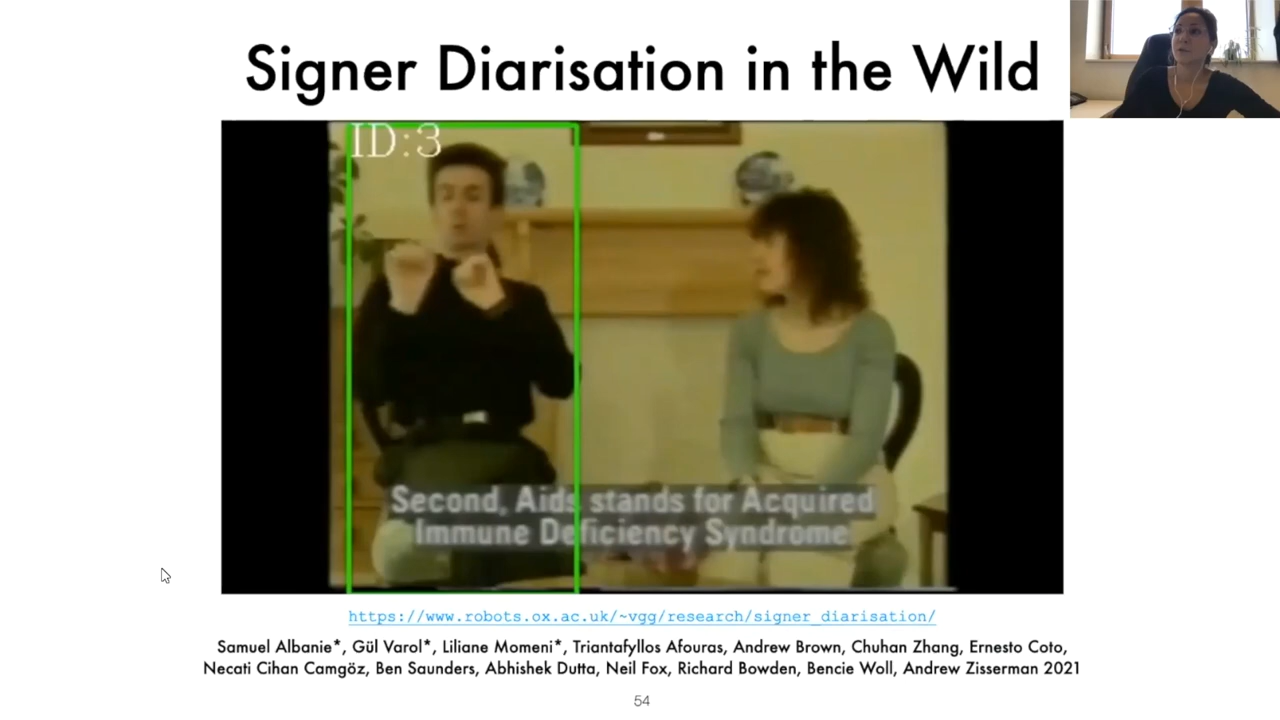 Signer Diarisation in the Wild
ID:3
Second, Aids stands for Acquired
Immune Deficiency Syndrome
https://www.robots.ox.ac.uk/~vgg/research/signer_diarisation/
Samuel Albanie*, Gül Varol*, Liliane Momeni*, Triantafyllos Afouras, Andrew Brown, Chuhan Zhang, Ernesto Coto,
Necati Cihan Camgöz, Ben Saunders, Abhishek Dutta, Neil Fox, Richard Bowden, Bencie Woll, Andrew Zisserman 2021
54